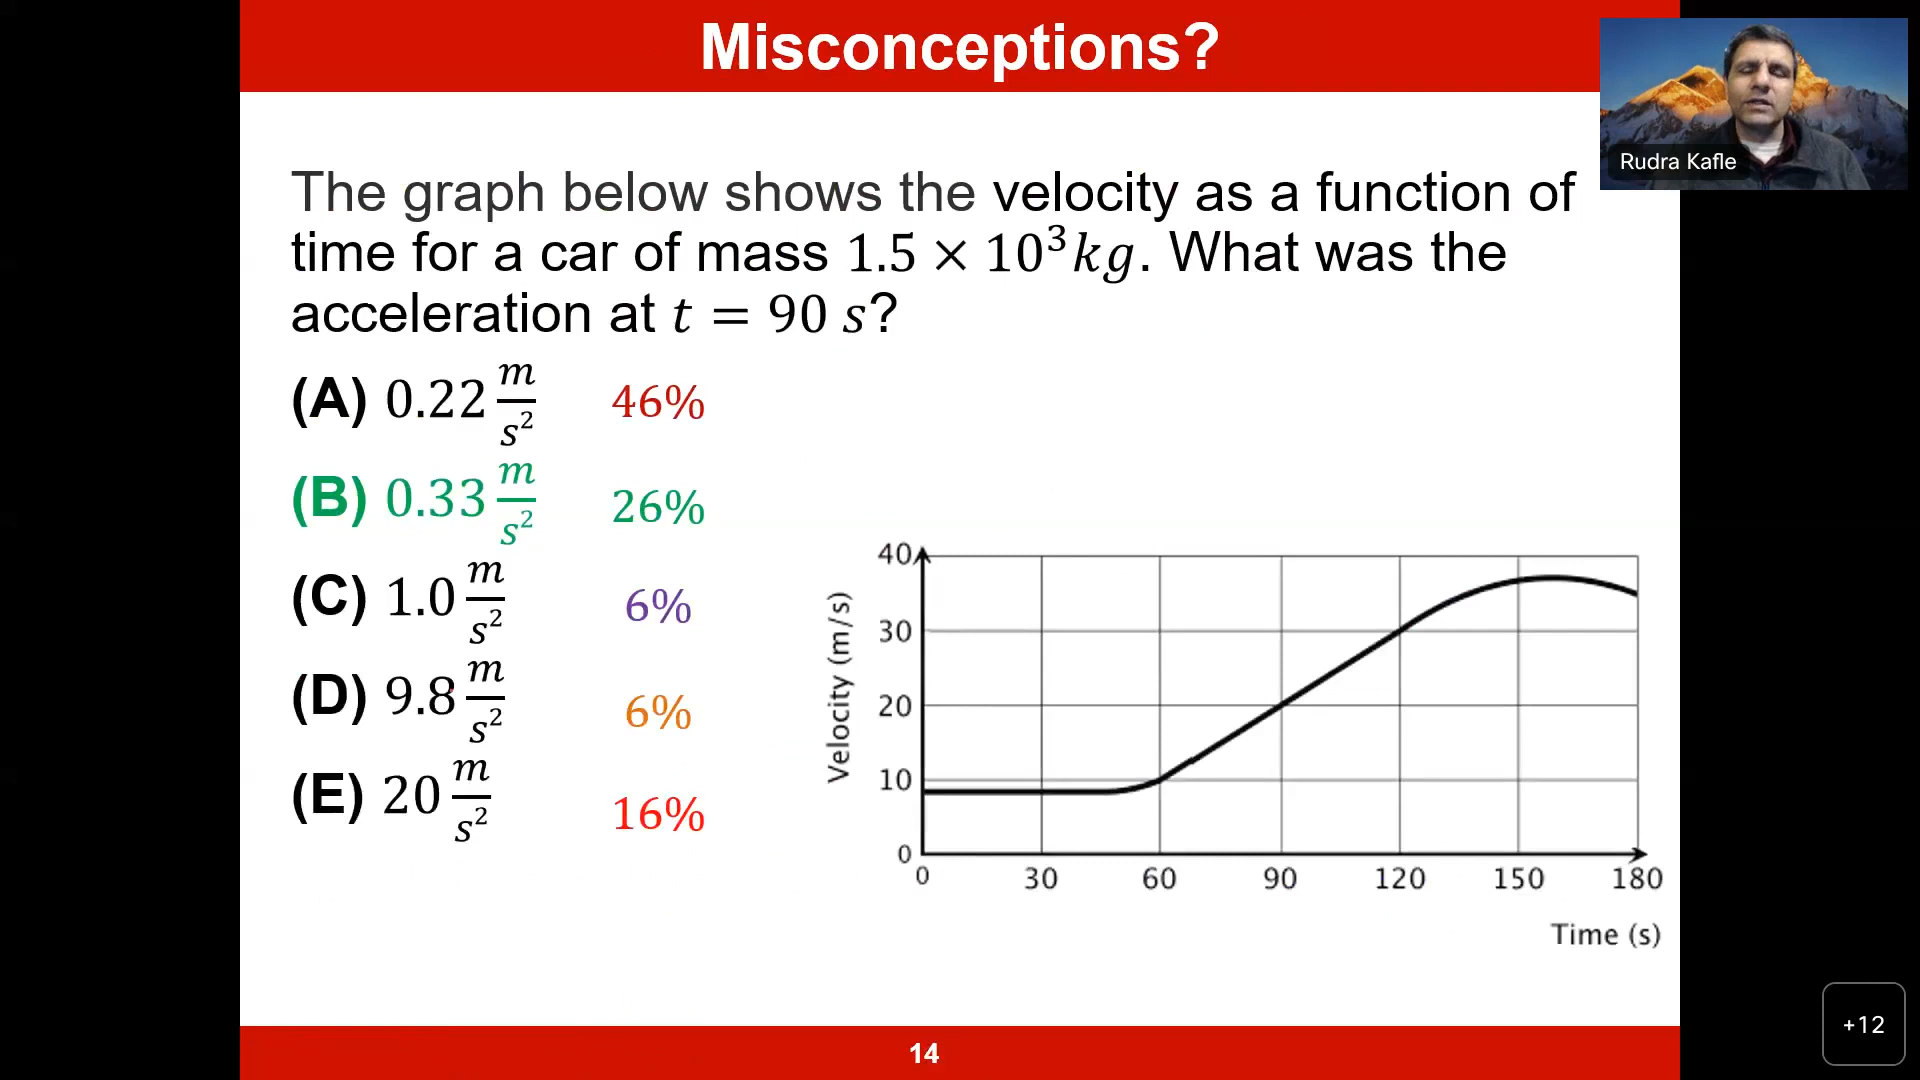 Misconceptions?
Rudra Kafle
The graph below shows the velocity as a function of
time for a car of mass 1.5 × 10³kg. What was the
acceleration at t = 90 s?
(A) 0.22 m/s² 46%
(B) 0.33 m/s² 26%
(C) 1.0 m/s² 6%
(D) 9.8 m/s² 6%
(E) 20 m/s² 16%
Velocity (m/s)
40
30
20
10
0
0 30 60 90 120 150 180
Time (s)
14
+12